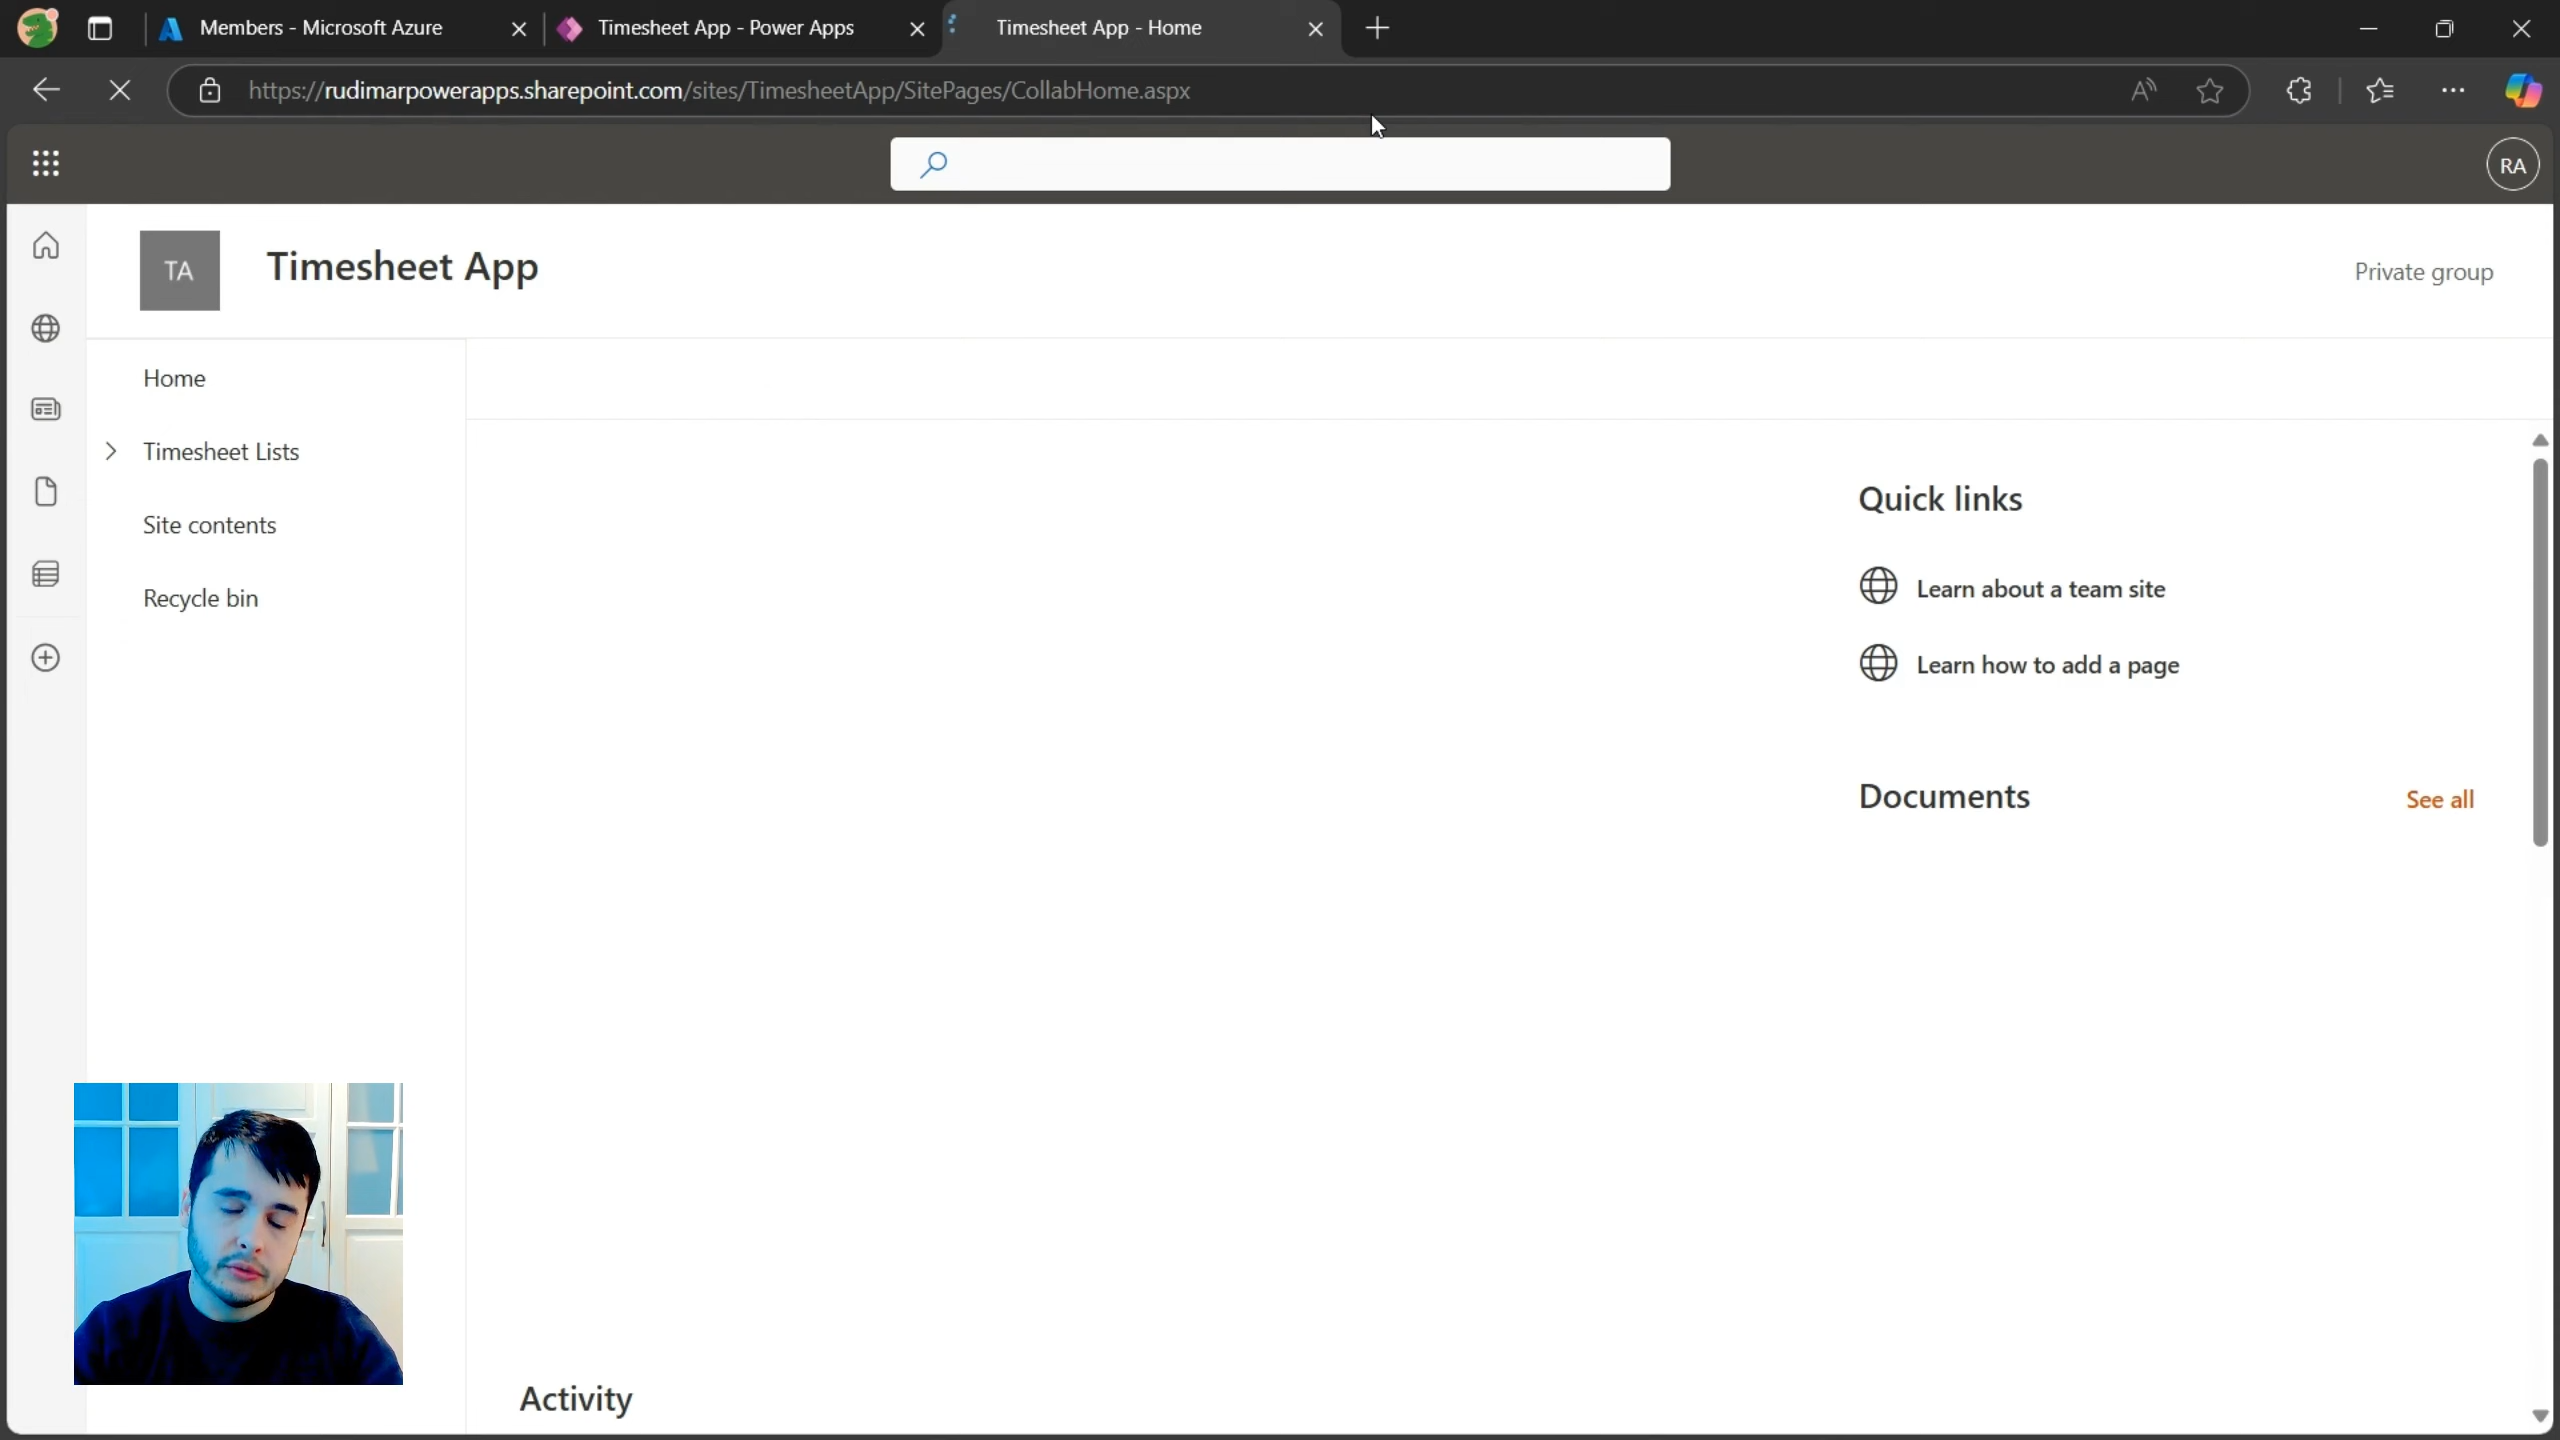 Members - Microsoft Azure
Timesheet App - Power Apps
Timesheet App - Home
https://rudimarpowerapps.sharepoint.com/sites/TimesheetApp/SitePages/CollabHome.aspx
RA
TA
Timesheet App
Private group
Home
Timesheet Lists
Site contents
Recycle bin
Quick links
Learn about a team site
Learn how to add a page
Documents
See all
Activity